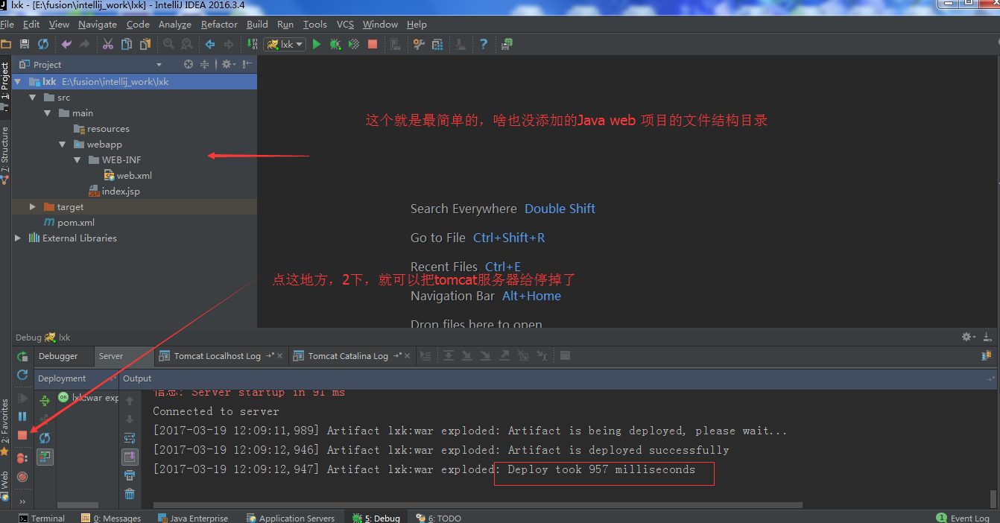 lxk - [E:\fusion\intellij_work\lxk] - IntelliJ IDEA 2016.3.4
File Edit View Navigate Code Analyze Refactor Build Run Tools VCS Window Help
lxk
Project
1: Project
7: Structure
2: Favorites
Web
lxk E:\fusion\intellij_work\lxk
src
main
resources
webapp
WEB-INF
web.xml
index.jsp
target
pom.xml
External Libraries
这个就是最简单的，啥也没添加的Java web 项目的文件结构目录
Search Everywhere Double Shift
Go to File Ctrl+Shift+R
Recent Files Ctrl+E
点这地方，2下，就可以把tomcat服务器给停掉了
Navigation Bar Alt+Home
Drop files here to open
Debug lxk
Debugger Server Tomcat Localhost Log Tomcat Catalina Log
Deployment Output
lxk:war exp
信息: Server startup in 91 ms
Connected to server
[2017-03-19 12:09:11,989] Artifact lxk:war exploded: Artifact is being deployed, please wait...
[2017-03-19 12:09:12,946] Artifact lxk:war exploded: Artifact is deployed successfully
[2017-03-19 12:09:12,947] Artifact lxk:war exploded: Deploy took 957 milliseconds
Terminal 0: Messages Java Enterprise Application Servers 5: Debug 6: TODO 1 Event Log